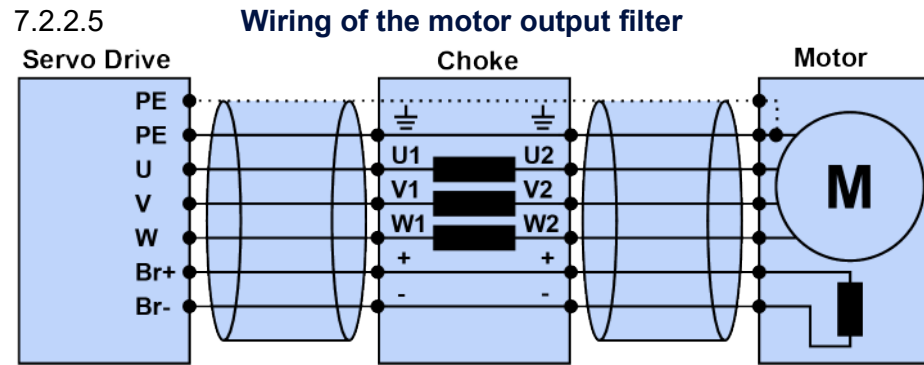 7.2.2.5 Wiring of the motor output filter
Servo Drive Choke Motor
PE
PE
U U1 U2
V V1 V2 M
W W1 W2
Br+ + +
Br- - -